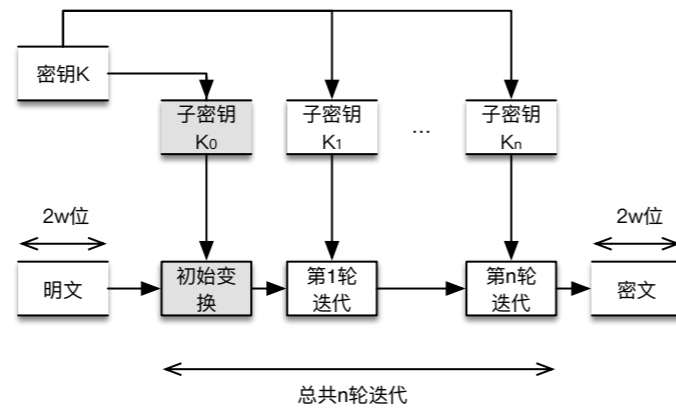 密钥K
子密钥
K₀
子密钥
K₁
...
子密钥
Kₙ
2w位
2w位
明文
初始变
换
第1轮
迭代
第n轮
迭代
密文
总共n轮迭代